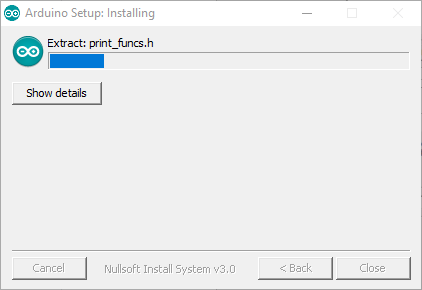 Arduino Setup: Installing
Extract: print_funcs.h
Show details
Cancel
Nullsoft Install System v3.0
< Back
Close